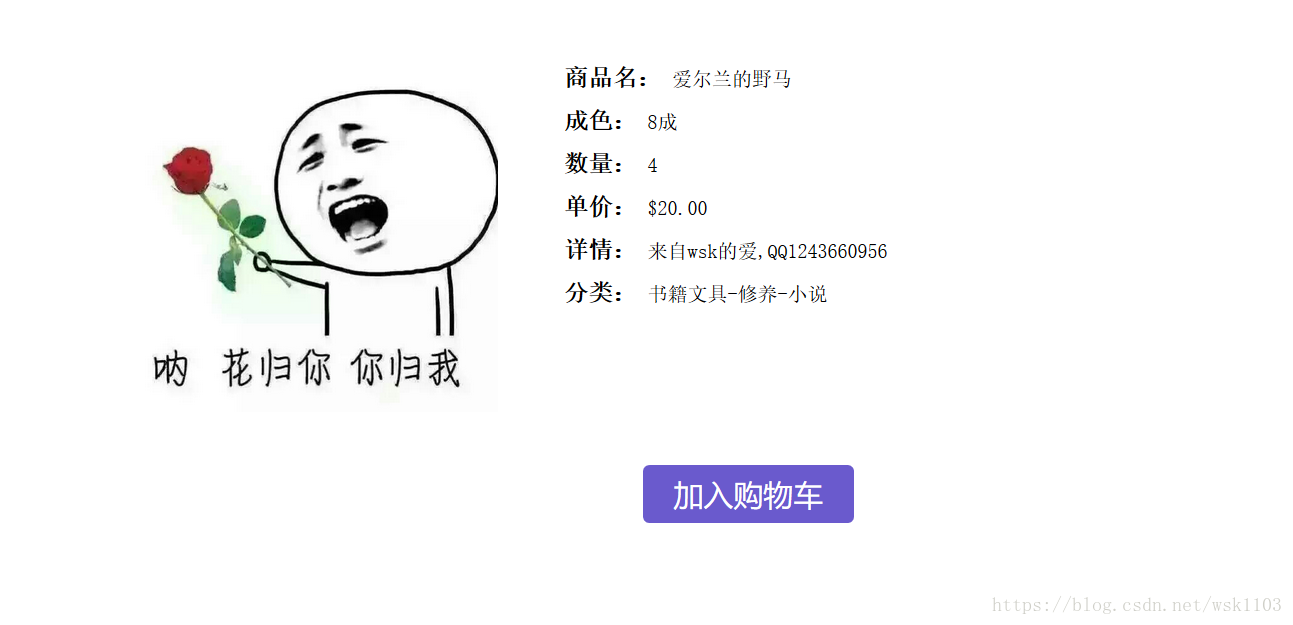 商品名： 爱尔兰的野马
成色： 8成
数量： 4
单价： $20.00
详情： 来自wsk的爱,QQ1243660956
分类： 书籍文具-修养-小说
呐 花归你 你归我
加入购物车
https://blog.csdn.net/wsk1103